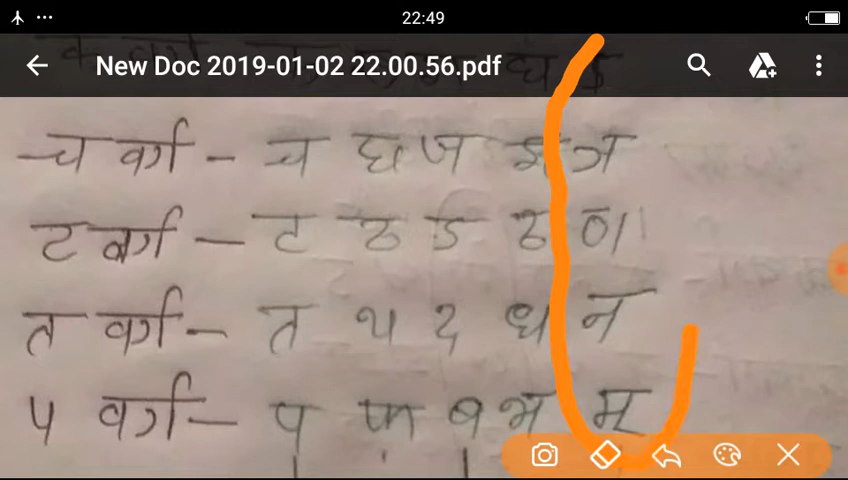 22:49
New Doc 2019-01-02 22.00.56.pdf
च वर्ग - च छ ज झ ञ
ट वर्ग - ट ठ ड ढ ण
त वर्ग - त थ द ध न
प वर्ग - प फ ब भ म